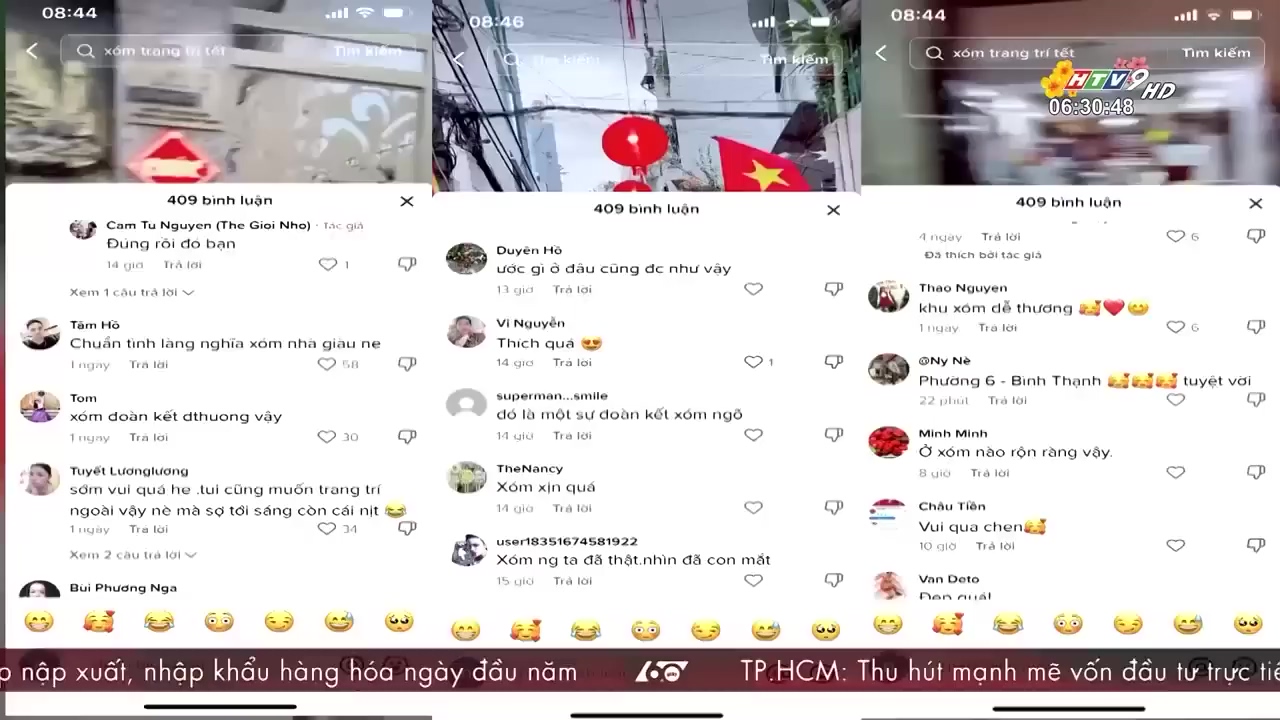 08:44
xóm trang trí tết
Tìm kiếm
409 bình luận
Cam Tu Nguyen (The Gioi Nho) · Tác giả
Đúng rồi đó bạn
14 giờ Trả lời 1
Xem 1 câu trả lời
Tâm Hồ
Chuẩn tình làng nghĩa xóm nhà giàu nè
1 ngày Trả lời 58
Tom
xóm đoàn kết dthuong vậy
1 ngày Trả lời 30
Tuyết Lươnglương
sớm vui quá he .tui cũng muốn trang trí
ngoài vậy nè mà sợ tới sáng còn cái nịt 😂
1 ngày Trả lời 34
Xem 2 câu trả lời
Bùi Phương Nga
08:46
Tìm kiếm
Tìm kiếm
409 bình luận
Duyên Hồ
ước gì ở đâu cũng đc như vậy
13 giờ Trả lời
Vi Nguyễn
Thích quá 😍
14 giờ Trả lời 1
superman...smile
đó là một sự đoàn kết xóm ngõ
14 giờ Trả lời
TheNancy
Xóm xịn quá
14 giờ Trả lời
user18351674581922
Xóm ng ta đã thật.nhìn đã con mắt
15 giờ Trả lời
08:44
xóm trang trí tết
Tìm kiếm
HTV9 HD
06:30:48
409 bình luận
4 ngày Trả lời 6
Đã thích bởi tác giả
Thao Nguyen
khu xóm dễ thương 🥰❤️😊
1 ngày Trả lời 6
@Ny Nè
Phường 6 - Bình Thạnh 🥰🥰🥰 tuyệt vời
22 phút Trả lời
Minh Minh
Ở xóm nào rộn ràng vậy.
8 giờ Trả lời
Châu Tiền
Vui qua chen🥰
10 giờ Trả lời
Van Deto
Đẹp quá!
p nập xuất, nhập khẩu hàng hóa ngày đầu năm
60 giây
TP.HCM: Thu hút mạnh mẽ vốn đầu tư trực tiế